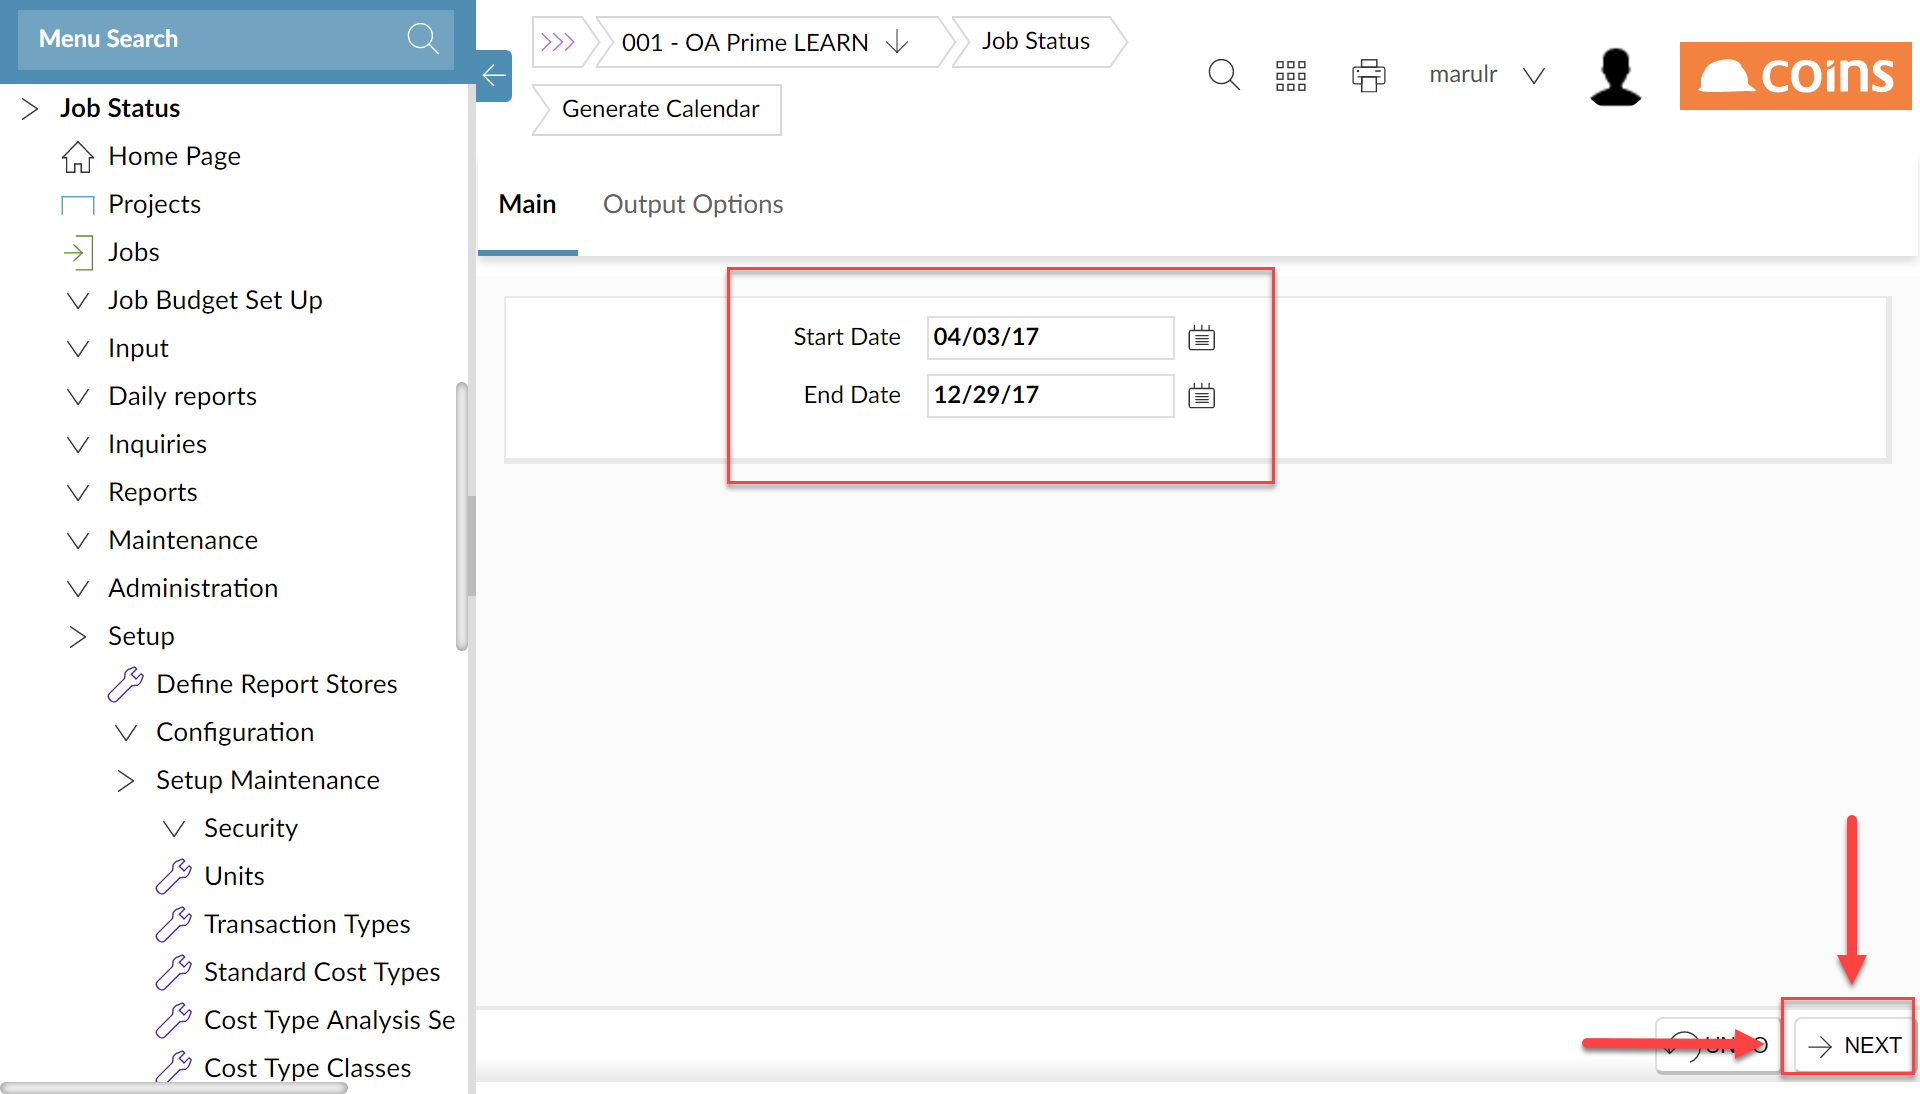 Menu Search
Job Status
Home Page
Projects
Jobs
Job Budget Set Up
Input
Daily reports
Inquiries
Reports
Maintenance
Administration
Setup
Define Report Stores
Configuration
Setup Maintenance
Security
Units
Transaction Types
Standard Cost Types
Cost Type Analysis Se
Cost Type Classes
001 - OA Prime LEARN
Job Status
Generate Calendar
marulr
coins
Main
Output Options
Start Date 04/03/17
End Date 12/29/17
NEXT